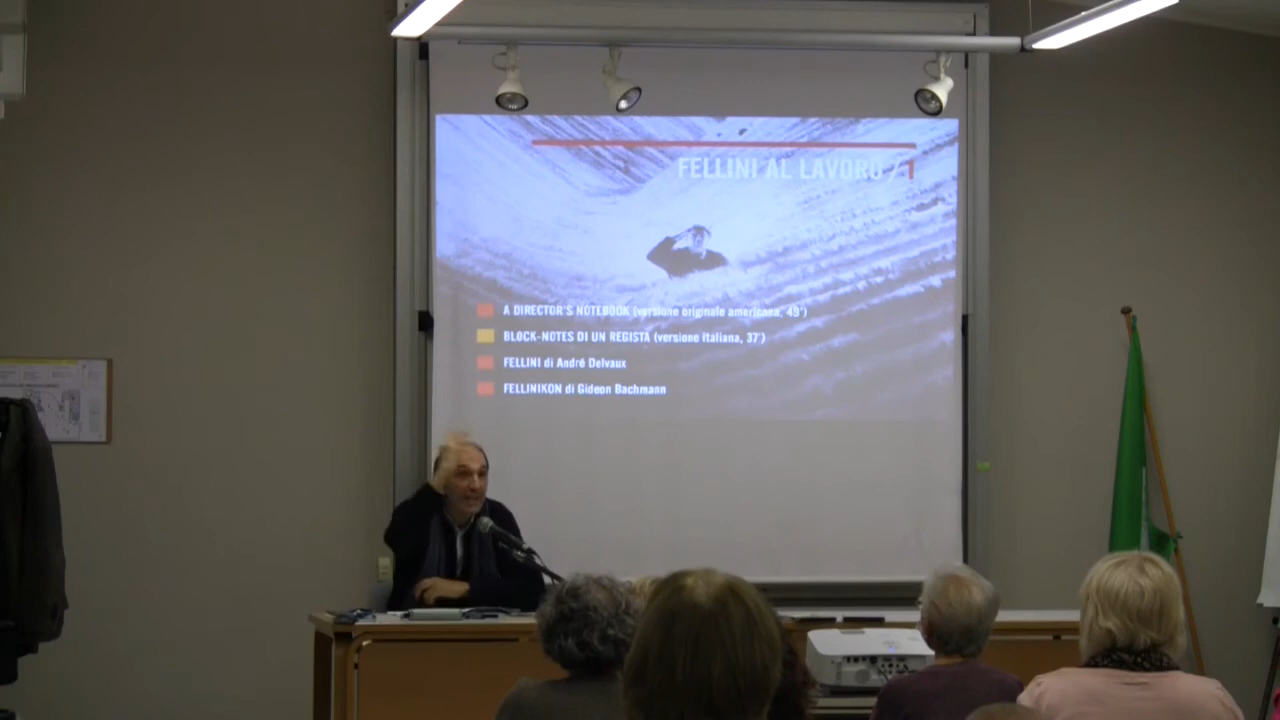 FELLINI AL LAVORO / 1
A DIRECTOR'S NOTEBOOK (versione originale americana, 49')
BLOCK-NOTES DI UN REGISTA (versione italiana, 37')
FELLINI di André Delvaux
FELLINIKON di Gideon Bachmann